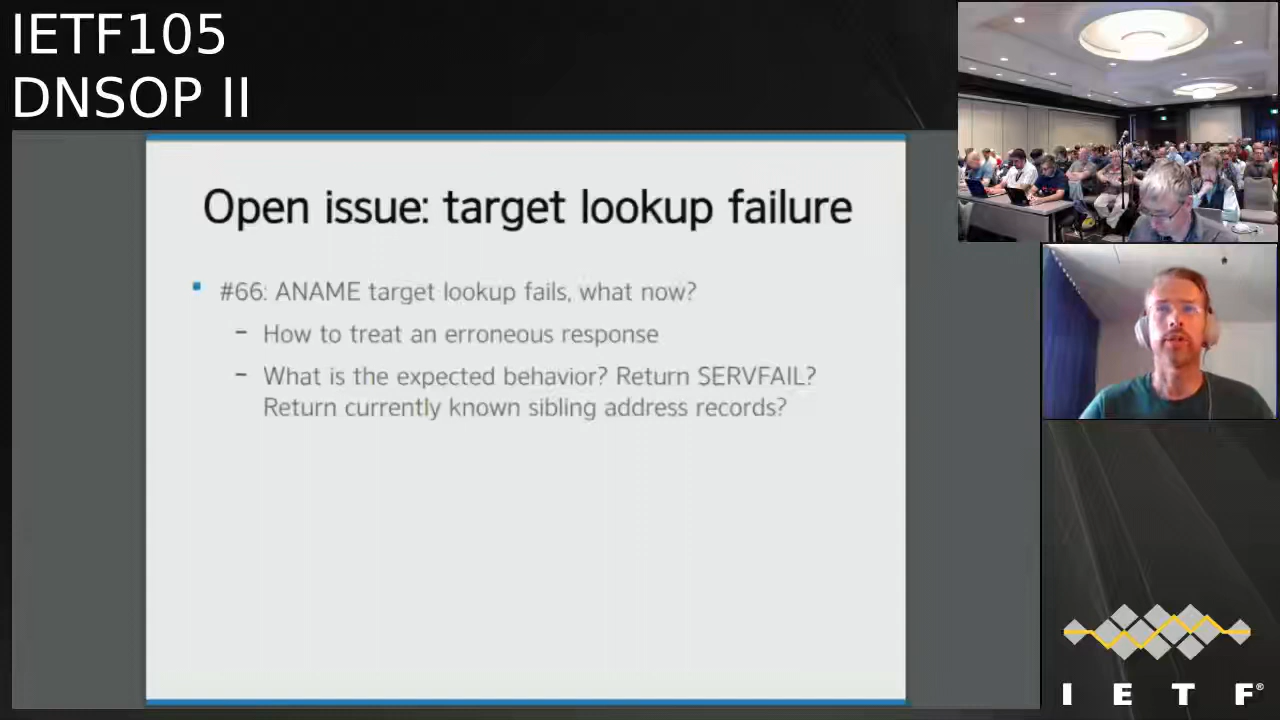 IETF105
DNSOP II
Open issue: target lookup failure
#66: ANAME target lookup fails, what now?
– How to treat an erroneous response
– What is the expected behavior? Return SERVFAIL?
Return currently known sibling address records?
I E T F®